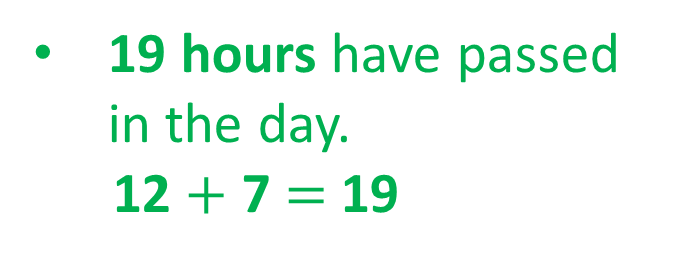 • 19 hours have passed
in the day.
12 + 7 = 19